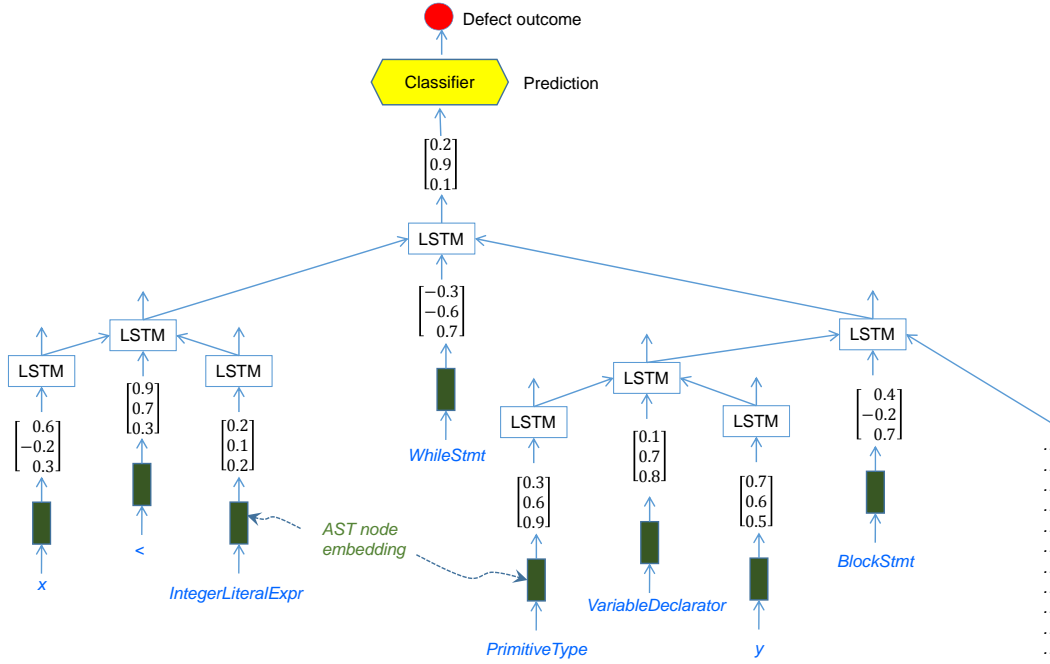 Defect outcome
Classifier
Prediction
0.2
0.9
0.1
LSTM
−0.3
−0.6
0.7
LSTM
LSTM
LSTM
LSTM
LSTM
LSTM
LSTM
0.9
0.7
0.3
0.6
−0.2
0.3
0.2
0.1
0.2
WhileStmt
0.3
0.6
0.9
0.1
0.7
0.8
0.7
0.6
0.5
0.4
−0.2
0.7
AST node
embedding
x
<
IntegerLiteralExpr
PrimitiveType
VariableDeclarator
y
BlockStmt
. . . . . . . . . . .